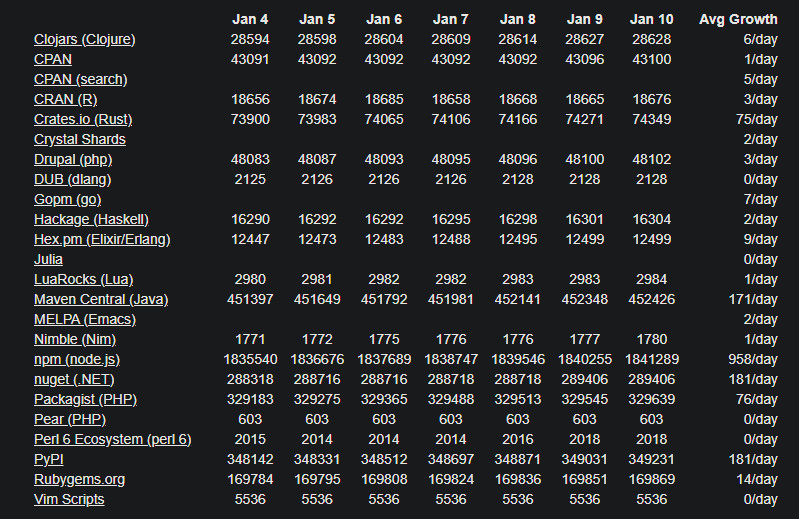 Jan 4 Jan 5 Jan 6 Jan 7 Jan 8 Jan 9 Jan 10 Avg Growth
Clojars (Clojure) 28594 28598 28604 28609 28614 28627 28628 6/day
CPAN 43091 43092 43092 43092 43092 43096 43100 1/day
CPAN (search) 5/day
CRAN (R) 18656 18674 18685 18658 18668 18665 18676 3/day
Crates.io (Rust) 73900 73983 74065 74106 74166 74271 74349 75/day
Crystal Shards 2/day
Drupal (php) 48083 48087 48093 48095 48096 48100 48102 3/day
DUB (dlang) 2125 2126 2126 2126 2128 2128 2128 0/day
Gopm (go) 7/day
Hackage (Haskell) 16290 16292 16292 16295 16298 16301 16304 2/day
Hex.pm (Elixir/Erlang) 12447 12473 12483 12488 12495 12499 12499 9/day
Julia 0/day
LuaRocks (Lua) 2980 2981 2982 2982 2983 2983 2984 1/day
Maven Central (Java) 451397 451649 451792 451981 452141 452348 452426 171/day
MELPA (Emacs) 2/day
Nimble (Nim) 1771 1772 1775 1776 1776 1777 1780 1/day
npm (node.js) 1835540 1836676 1837689 1838747 1839546 1840255 1841289 958/day
nuget (.NET) 288318 288716 288716 288718 288718 289406 289406 181/day
Packagist (PHP) 329183 329275 329365 329488 329513 329545 329639 76/day
Pear (PHP) 603 603 603 603 603 603 603 0/day
Perl 6 Ecosystem (perl 6) 2015 2014 2014 2014 2016 2018 2018 0/day
PyPI 348142 348331 348512 348697 348871 349031 349231 181/day
Rubygems.org 169784 169795 169808 169824 169836 169851 169869 14/day
Vim Scripts 5536 5536 5536 5536 5536 5536 5536 0/day